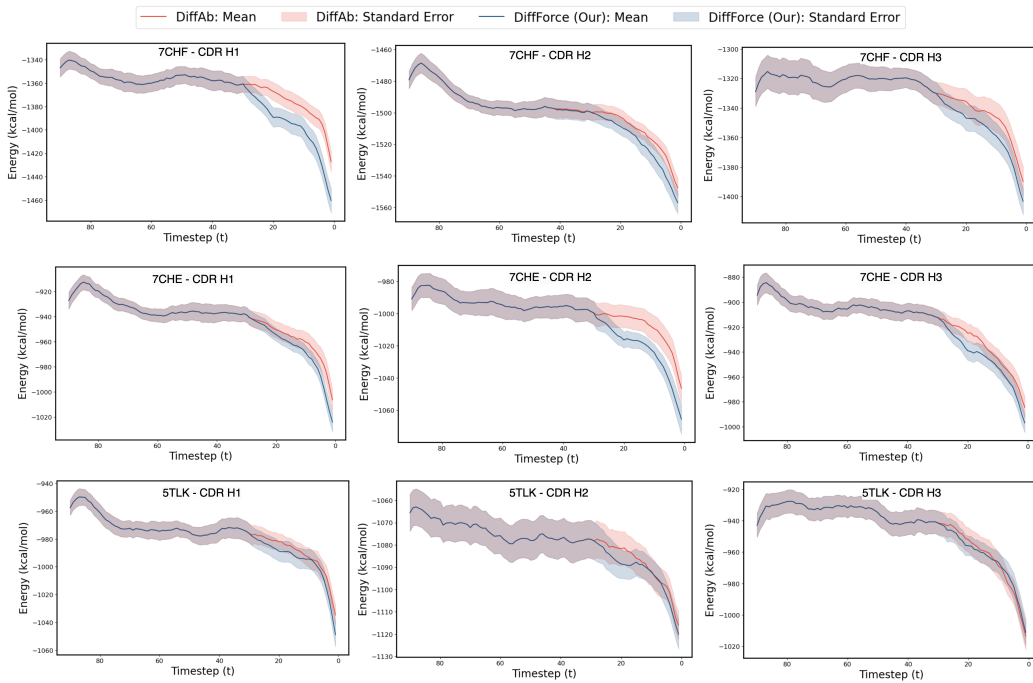 DiffAb: Mean DiffAb: Standard Error DiffForce (Our): Mean DiffForce (Our): Standard Error
7CHF - CDR H1
Energy (kcal/mol)
−1340
−1360
−1380
−1400
−1420
−1440
−1460
80 60 40 20 0
Timestep (t)
7CHF - CDR H2
Energy (kcal/mol)
−1460
−1480
−1500
−1520
−1540
−1560
80 60 40 20 0
Timestep (t)
7CHF - CDR H3
Energy (kcal/mol)
−1300
−1320
−1340
−1360
−1380
−1400
80 60 40 20 0
Timestep (t)
7CHE - CDR H1
Energy (kcal/mol)
−920
−940
−960
−980
−1000
−1020
80 60 40 20 0
Timestep (t)
7CHE - CDR H2
Energy (kcal/mol)
−980
−1000
−1020
−1040
−1060
80 60 40 20 0
Timestep (t)
7CHE - CDR H3
Energy (kcal/mol)
−880
−900
−920
−940
−960
−980
−1000
80 60 40 20 0
Timestep (t)
5TLK - CDR H1
Energy (kcal/mol)
−940
−960
−980
−1000
−1020
−1040
−1060
80 60 40 20 0
Timestep (t)
5TLK - CDR H2
Energy (kcal/mol)
−1060
−1070
−1080
−1090
−1100
−1110
−1120
−1130
80 60 40 20 0
Timestep (t)
5TLK - CDR H3
Energy (kcal/mol)
−920
−940
−960
−980
−1000
−1020
80 60 40 20 0
Timestep (t)